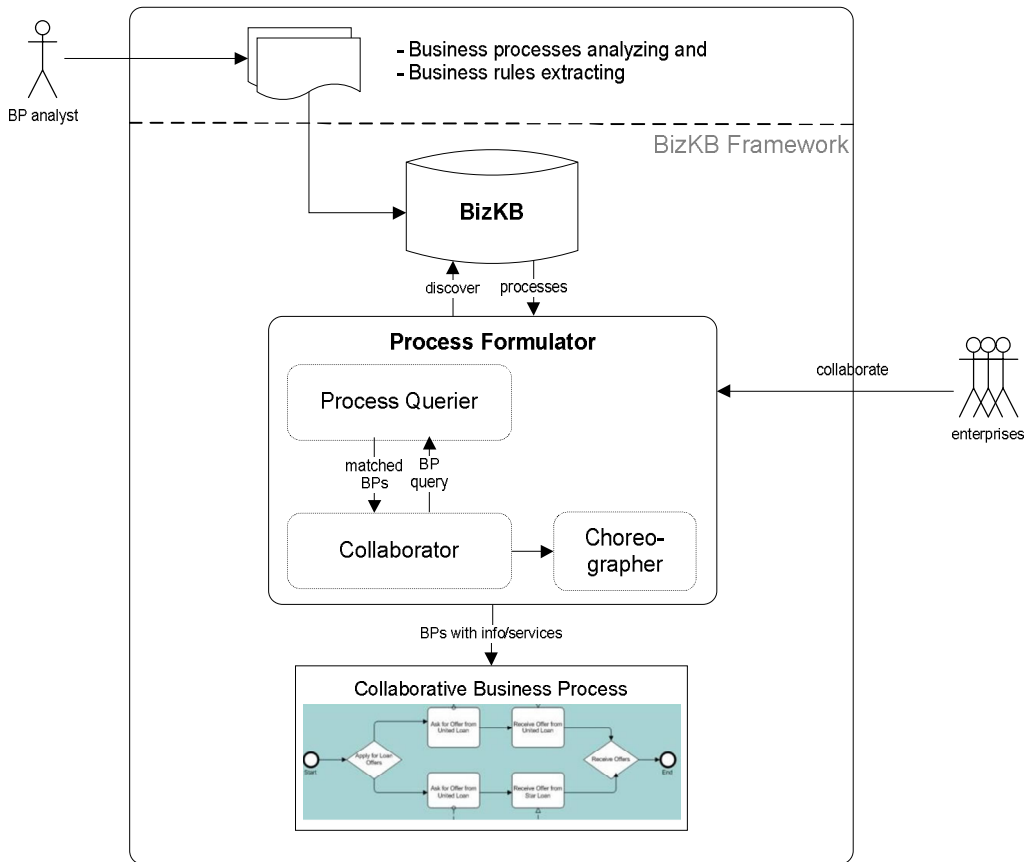 - Business processes analyzing and
- Business rules extracting
BP analyst
BizKB Framework
BizKB
discover
processes
Process Formulator
Process Querier
collaborate
enterprises
matched
BPs
BP
query
Collaborator
Choreo-
grapher
BPs with info/services
Collaborative Business Process
Ask for Offer from
United Loan
Receive Offer from
United Loan
Apply for Loan
Offers
Receive Offers
Start
End
Ask for Offer from
United Loan
Receive Offer from
Star Loan